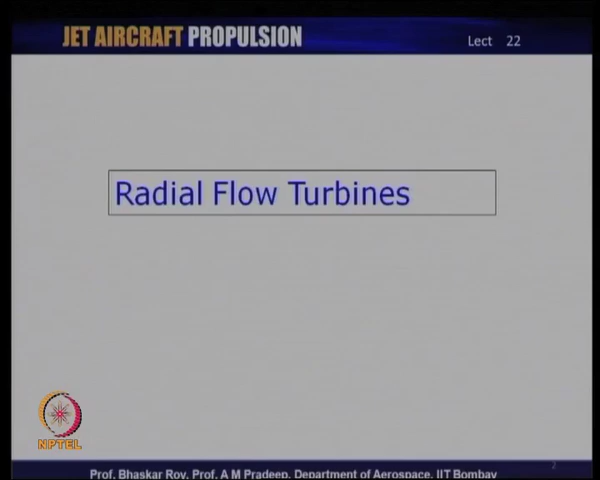 JET AIRCRAFT PROPULSION
Lect 22
Radial Flow Turbines
NPTEL
2
Prof. Bhaskar Roy, Prof. A M Pradeep, Department of Aerospace, IIT Bombay